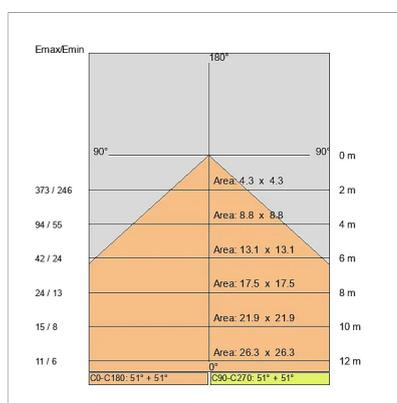 Emax/Emin
180°
90° 90° 0 m
373 / 246 Area: 4.3 x 4.3 2 m
94 / 55 Area: 8.8 x 8.8 4 m
42 / 24 Area: 13.1 x 13.1 6 m
24 / 13 Area: 17.5 x 17.5 8 m
15 / 8 Area: 21.9 x 21.9 10 m
11 / 6 Area: 26.3 x 26.3 12 m
0°
C0-C180: 51° + 51° C90-C270: 51° + 51°